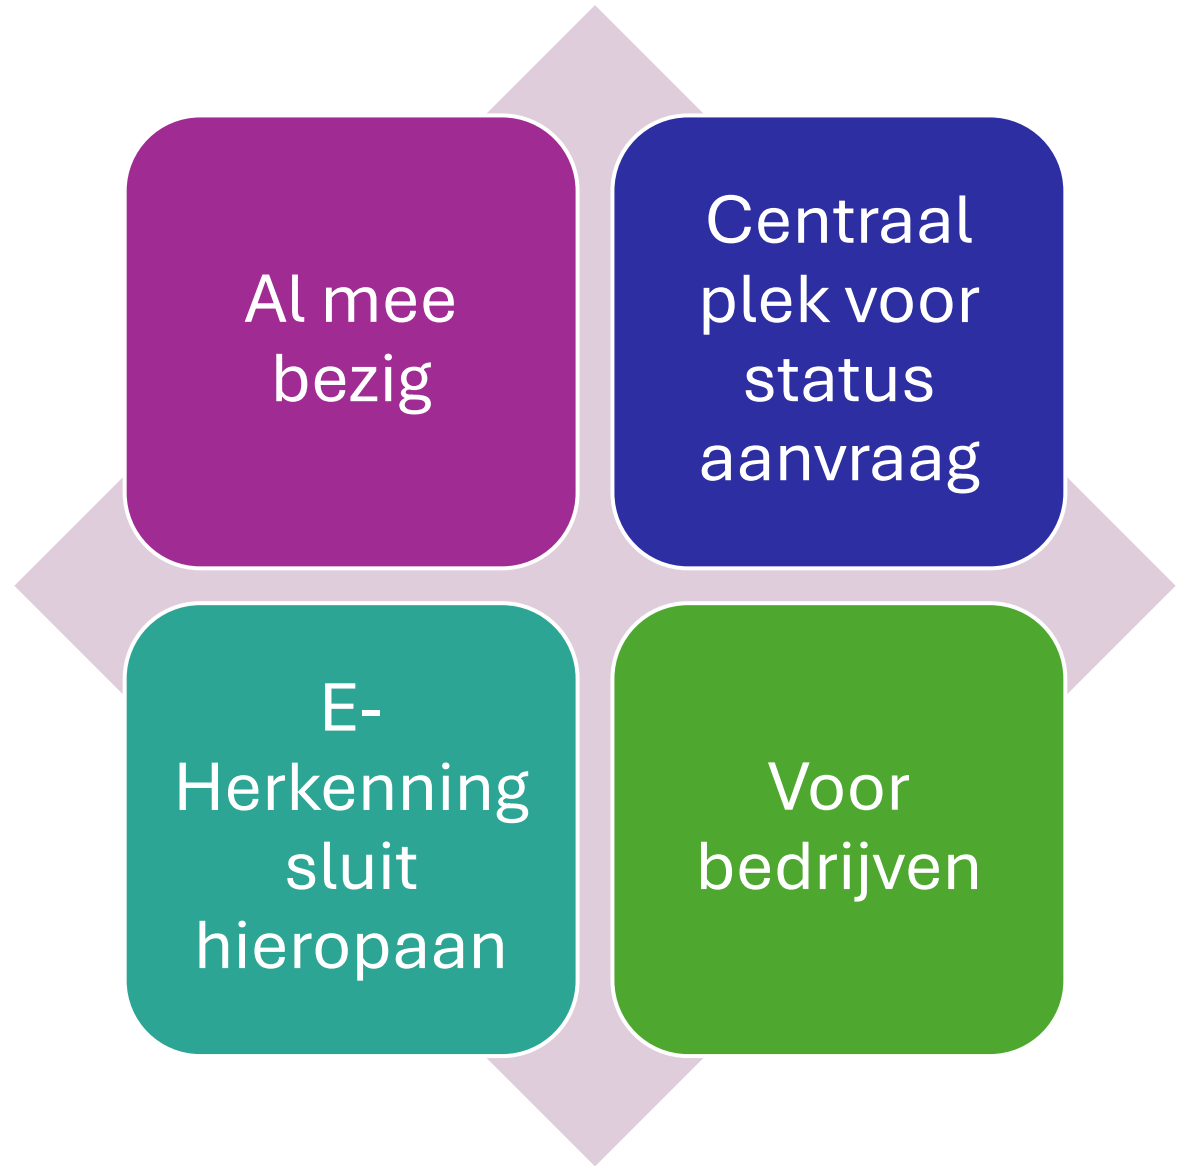 Al mee
bezig
Centraal
plek voor
status
aanvraag
E-
Herkenning
sluit
hieropaan
Voor
bedrijven